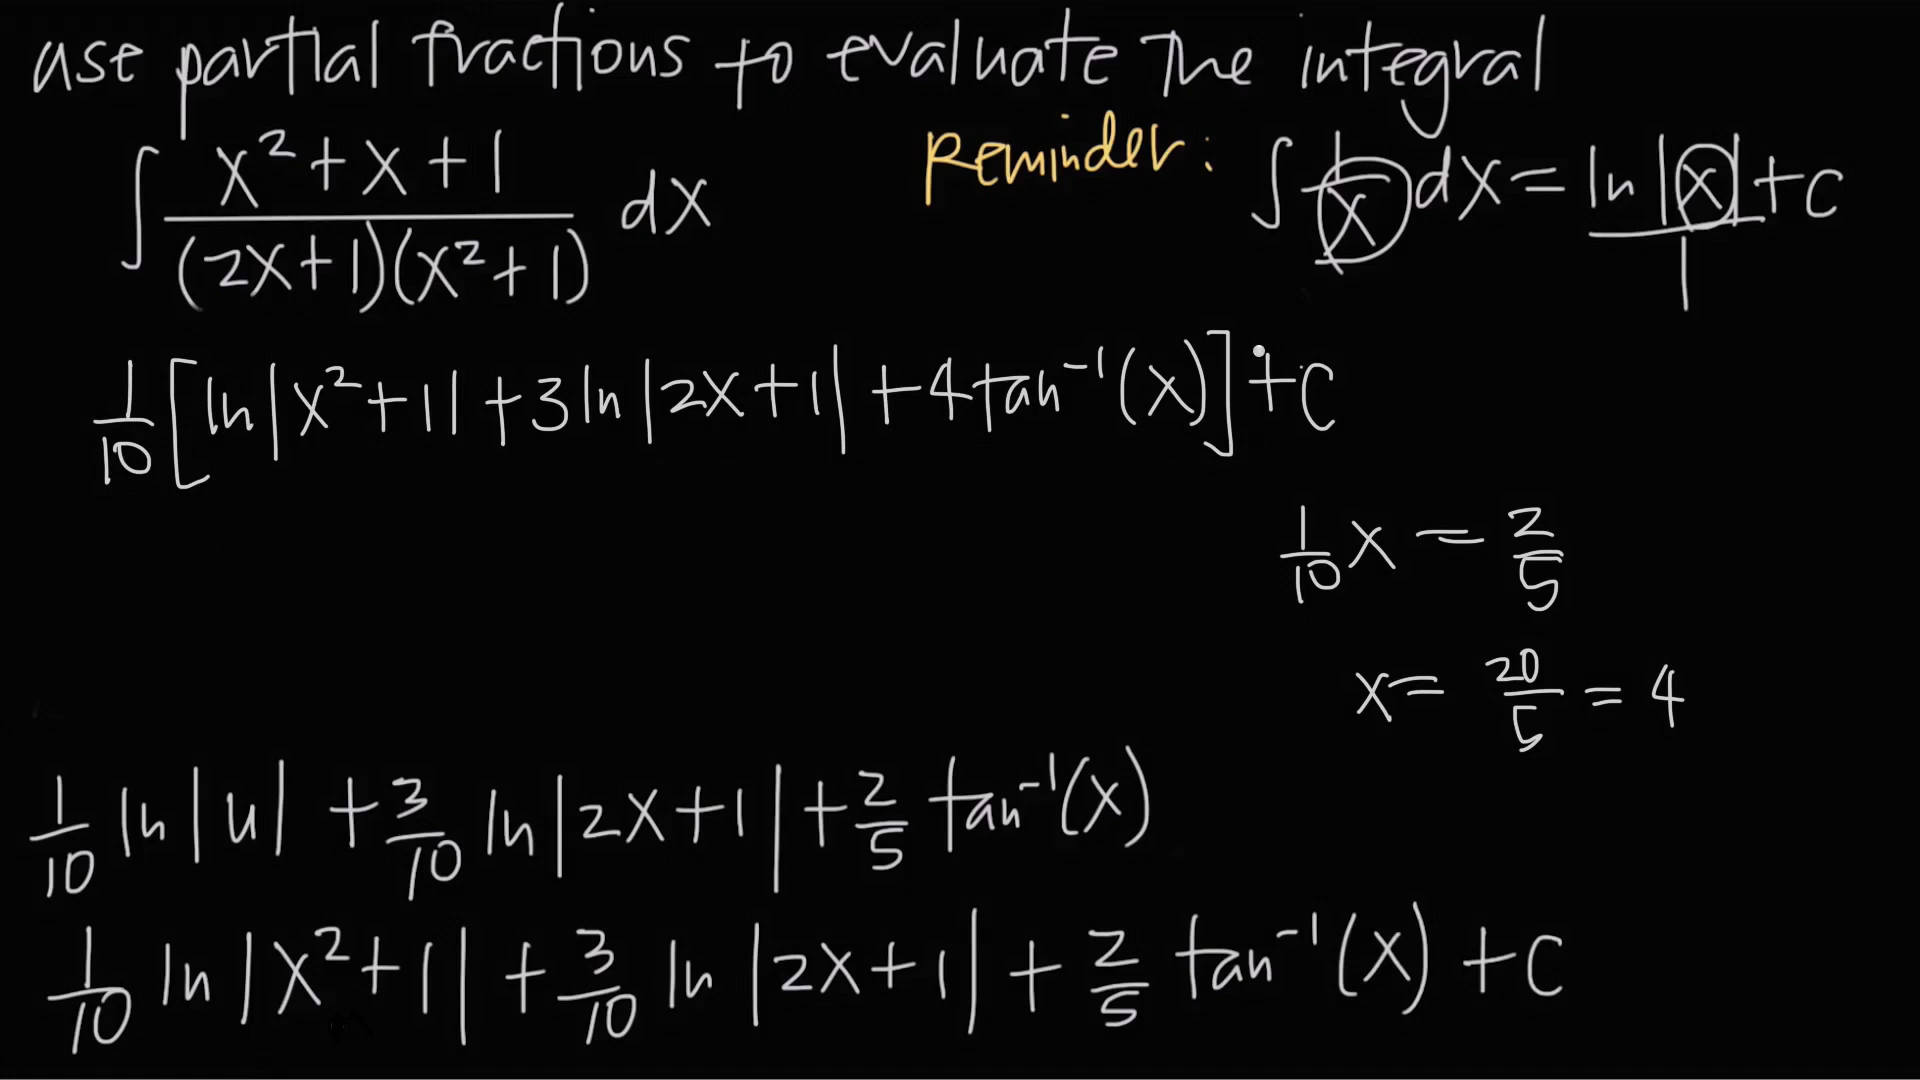 use partial fractions to evaluate the integral
∫ (x² + x + 1)/((2x+1)(x²+1)) dx
Reminder: ∫ 1/x dx = ln|x|/1 + C
1/10 [ln|x²+1| + 3ln|2x+1| + 4tan⁻¹(x)] + C
1/10 x = 2/5
x = 20/5 = 4
1/10 ln|u| + 3/10 ln|2x+1| + 2/5 tan⁻¹(x)
1/10 ln|x²+1| + 3/10 ln|2x+1| + 2/5 tan⁻¹(x) + C